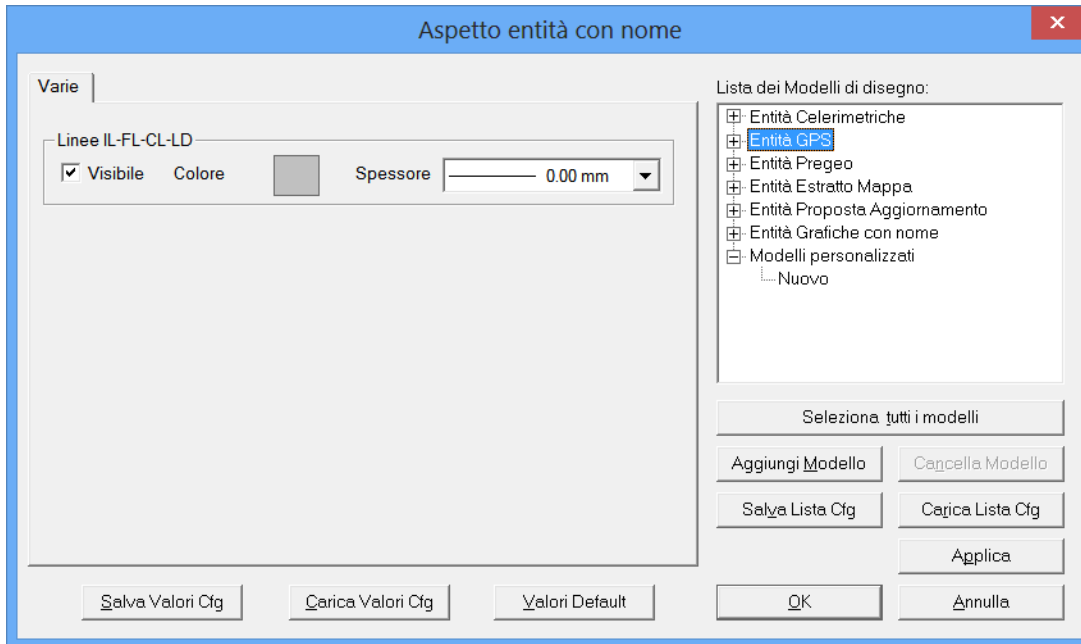 Aspetto entità con nome
Varie
Linee IL-FL-CL-LD
Visibile Colore Spessore 0.00 mm
Lista dei Modelli di disegno:
Entità Celerimetriche
Entità GPS
Entità Pregeo
Entità Estratto Mappa
Entità Proposta Aggiornamento
Entità Grafiche con nome
Modelli personalizzati
Nuovo
Seleziona tutti i modelli
Aggiungi Modello Cancella Modello
Salva Lista Cfg Carica Lista Cfg
Applica
Salva Valori Cfg Carica Valori Cfg Valori Default OK Annulla